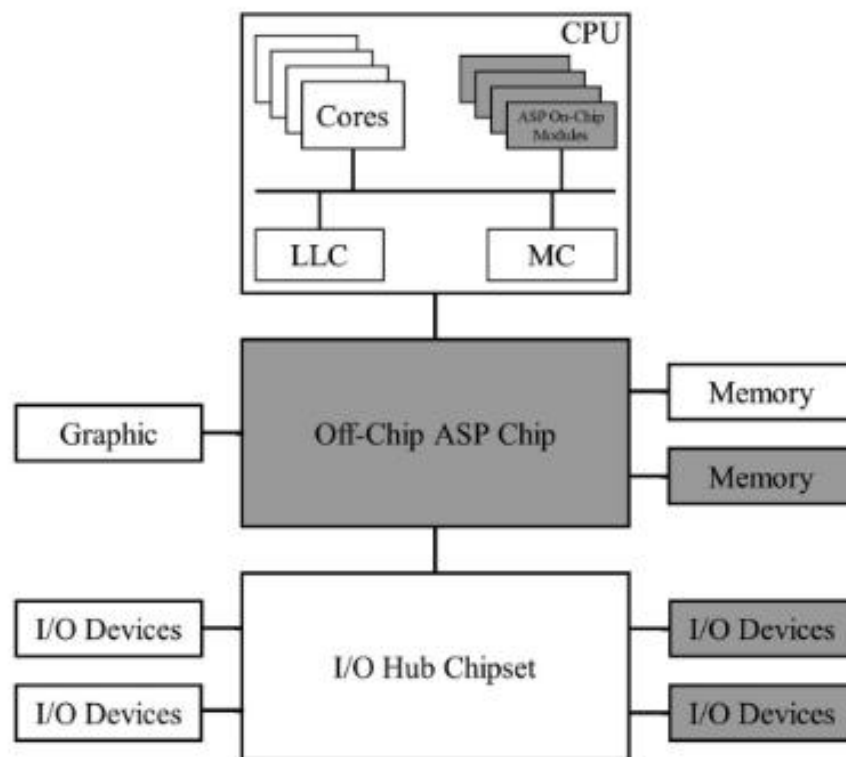 CPU
Cores
ASP On-Chip
Modules
LLC
MC
Graphic
Off-Chip ASP Chip
Memory
Memory
I/O Devices
I/O Hub Chipset
I/O Devices
I/O Devices
I/O Devices